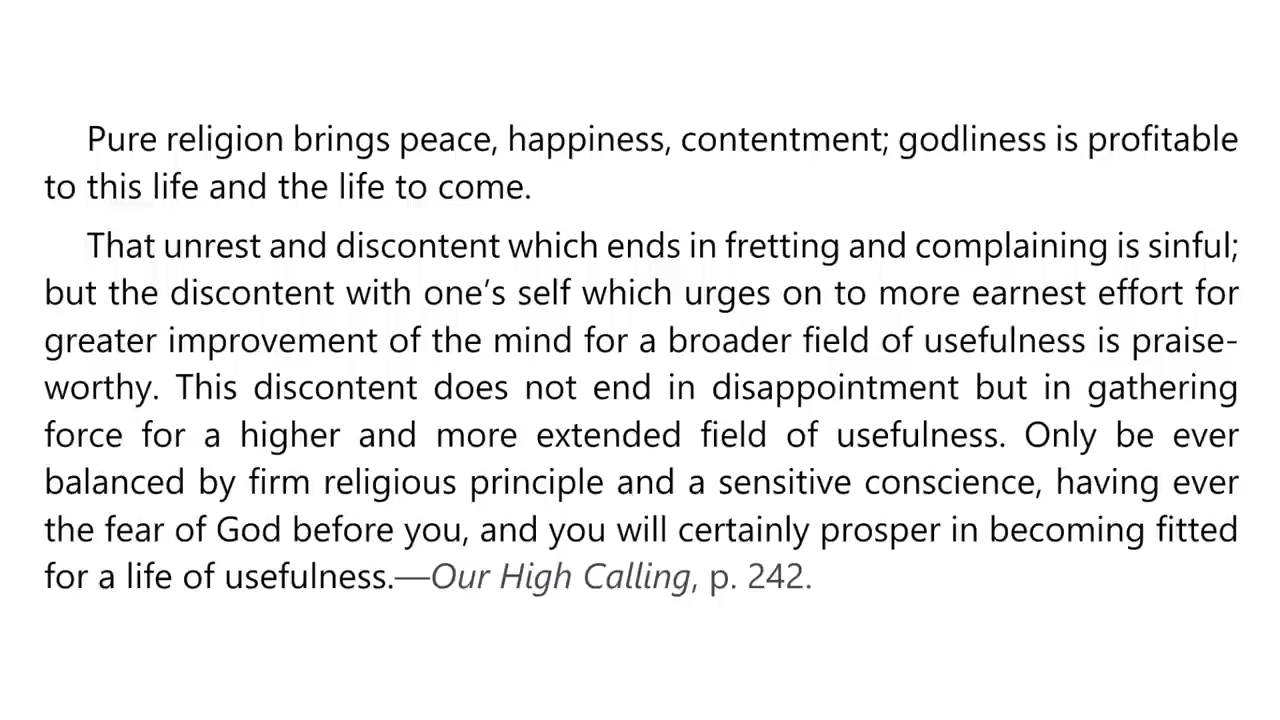 Pure religion brings peace, happiness, contentment; godliness is profitable
to this life and the life to come.
That unrest and discontent which ends in fretting and complaining is sinful;
but the discontent with one’s self which urges on to more earnest effort for
greater improvement of the mind for a broader field of usefulness is praise-
worthy. This discontent does not end in disappointment but in gathering
force for a higher and more extended field of usefulness. Only be ever
balanced by firm religious principle and a sensitive conscience, having ever
the fear of God before you, and you will certainly prosper in becoming fitted
for a life of usefulness.—Our High Calling, p. 242.